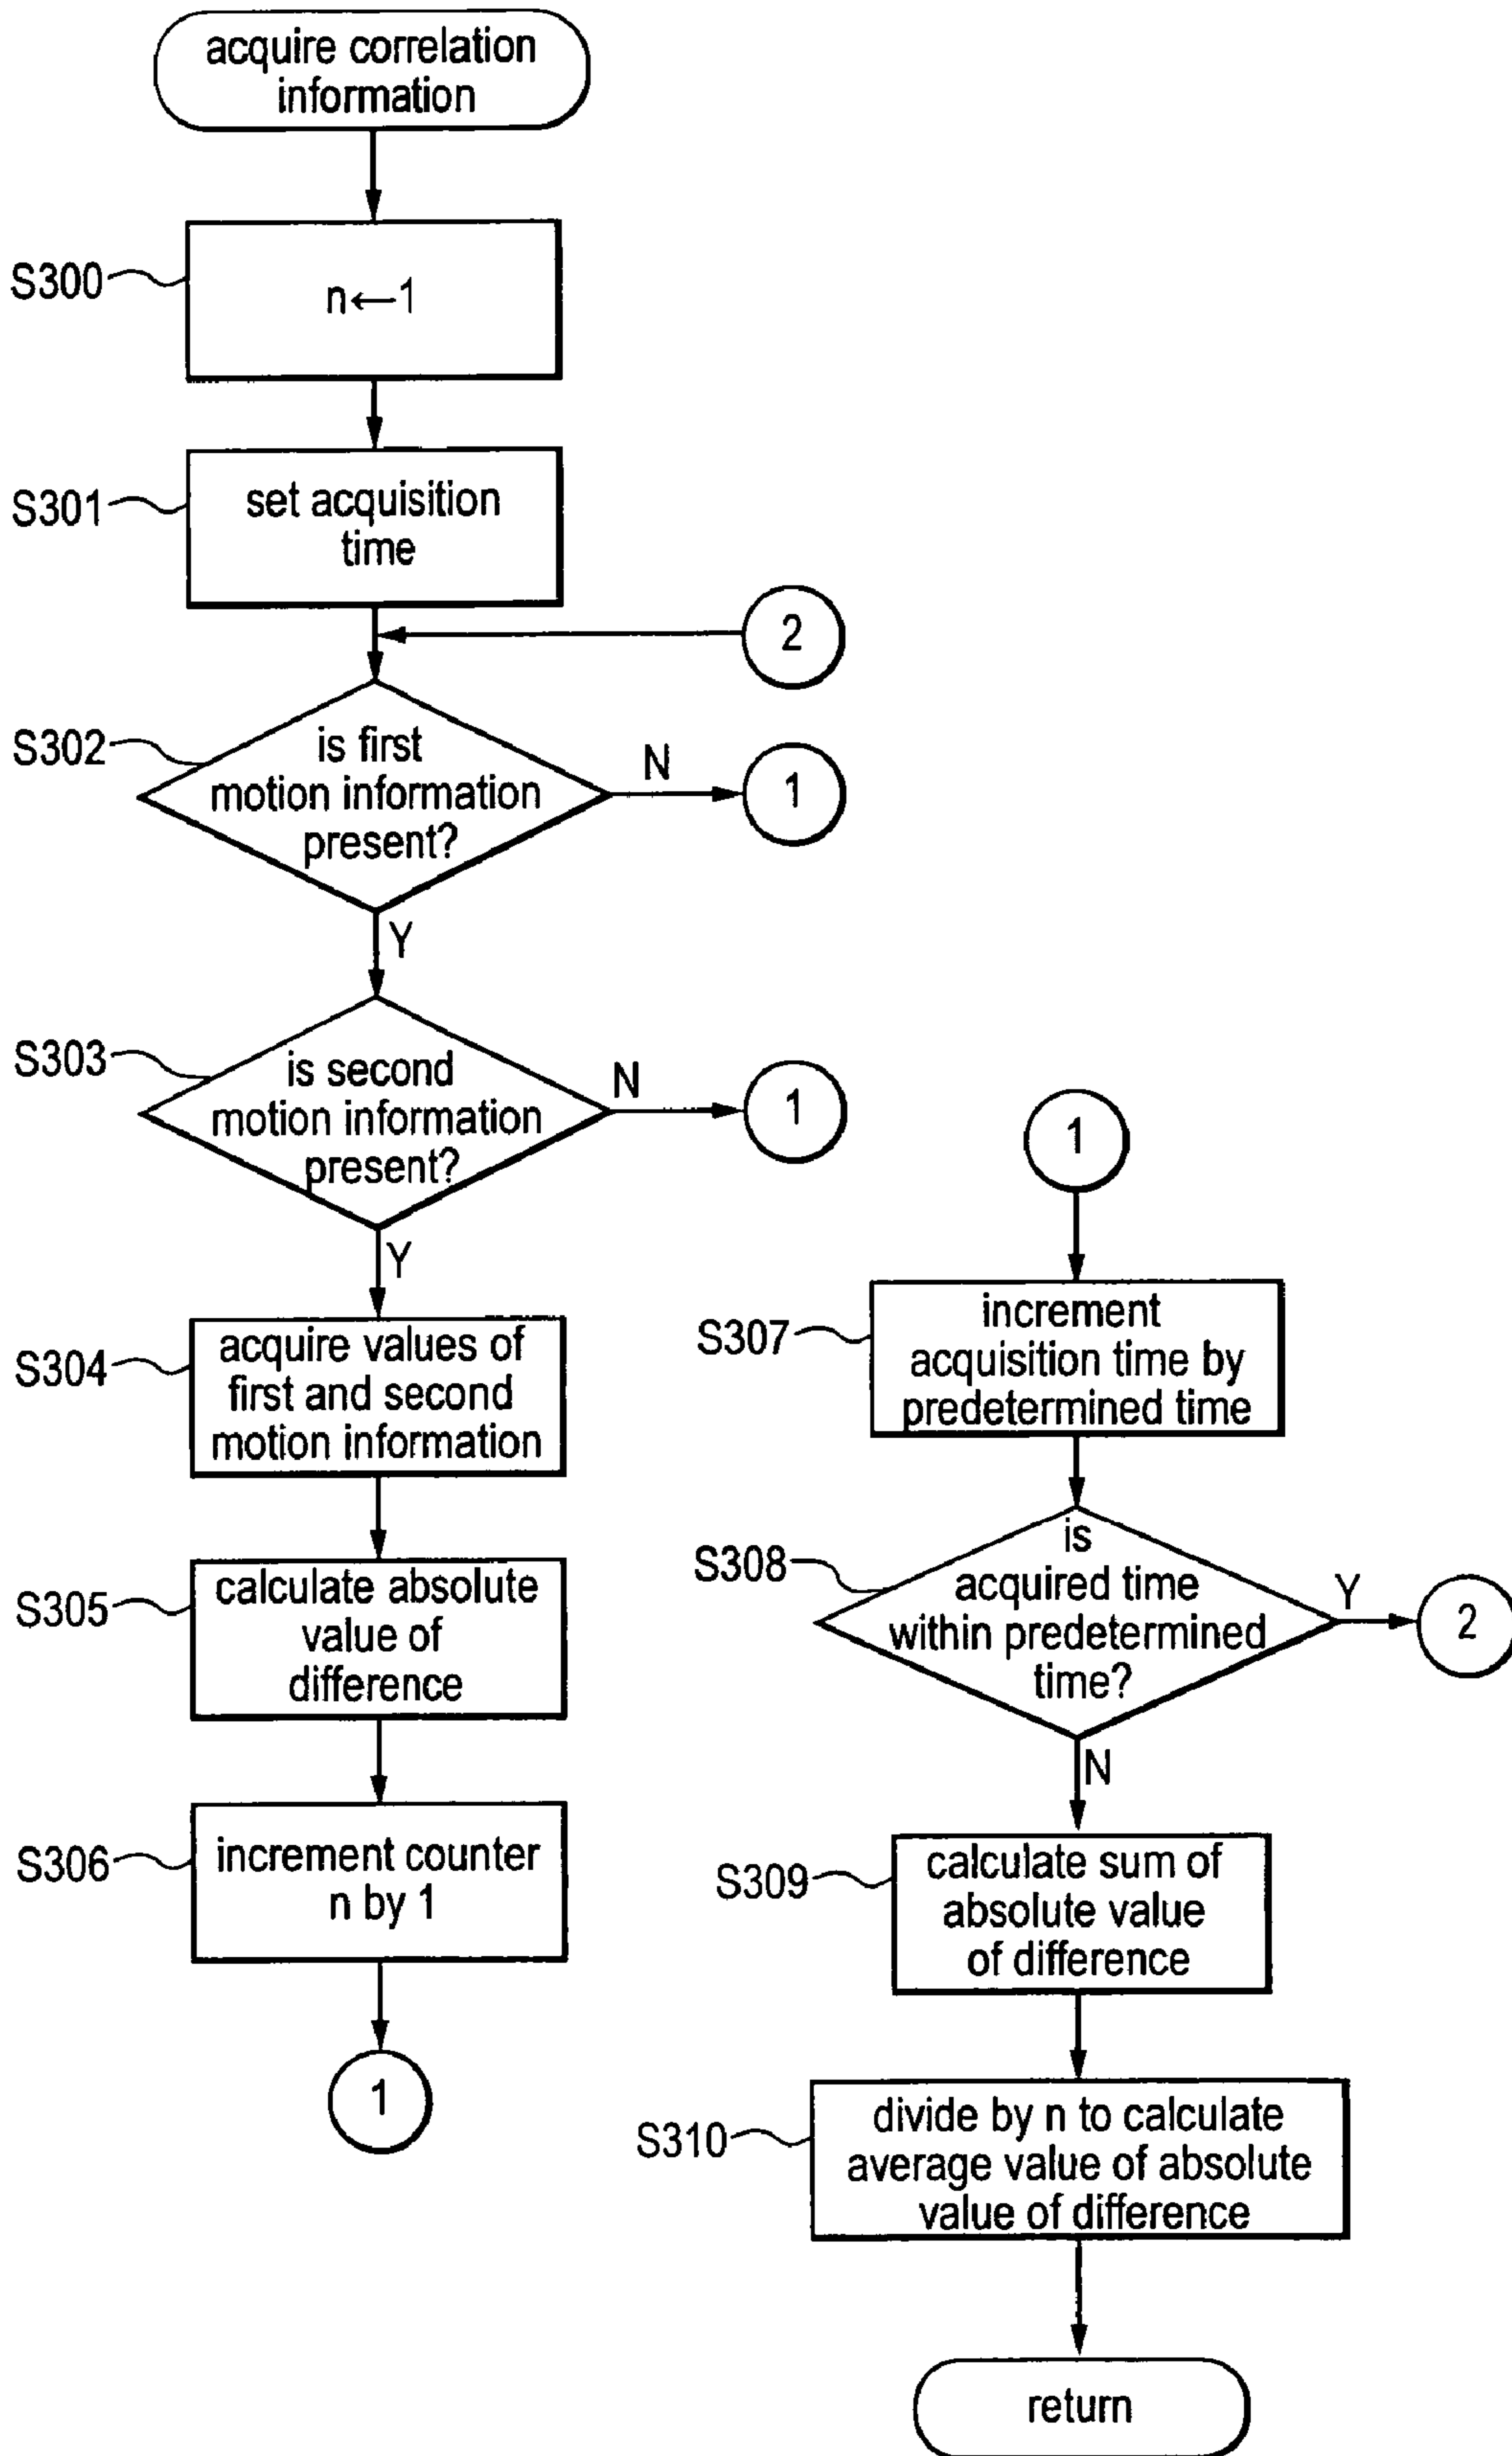 acquire correlation
information
S300
n←1
S301
set acquisition
time
2
S302
is first
motion information
present?
N
1
Y
S303
is second
motion information
present?
N
1
Y
S304
acquire values of
first and second
motion information
S305
calculate absolute
value of
difference
S306
increment counter
n by 1
1
1
S307
increment
acquisition time by
predetermined time
S308
is
acquired time
within predetermined
time?
Y
2
N
S309
calculate sum of
absolute value
of difference
S310
divide by n to calculate
average value of absolute
value of difference
return